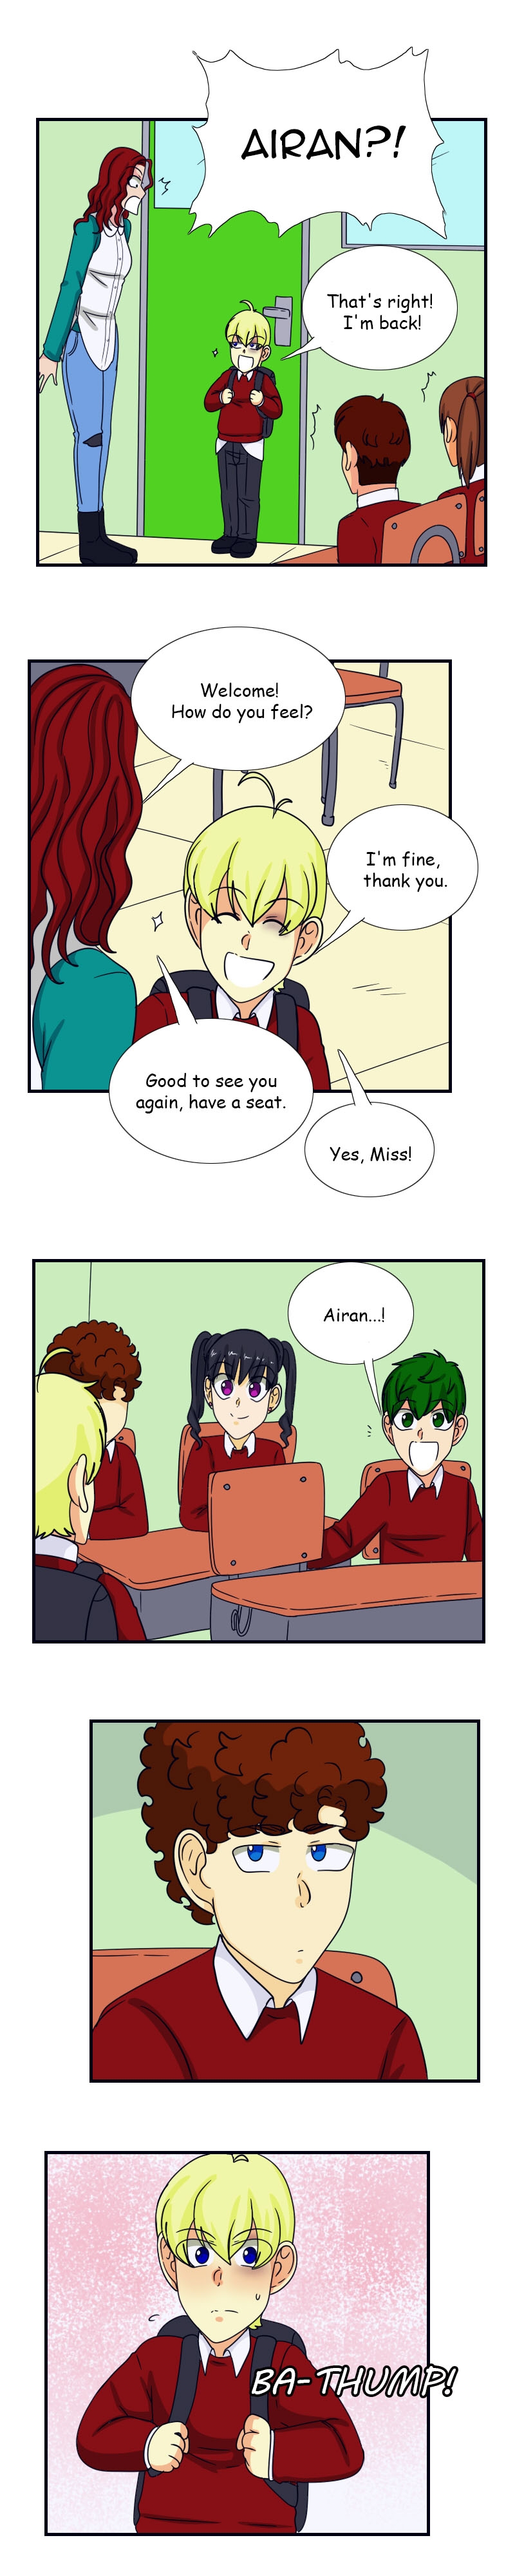 AIRAN?!
That's right!
I'm back!
Welcome!
How do you feel?
I'm fine,
thank you.
Good to see you
again, have a seat.
Yes, Miss!
Airan...!
BA-THUMP!